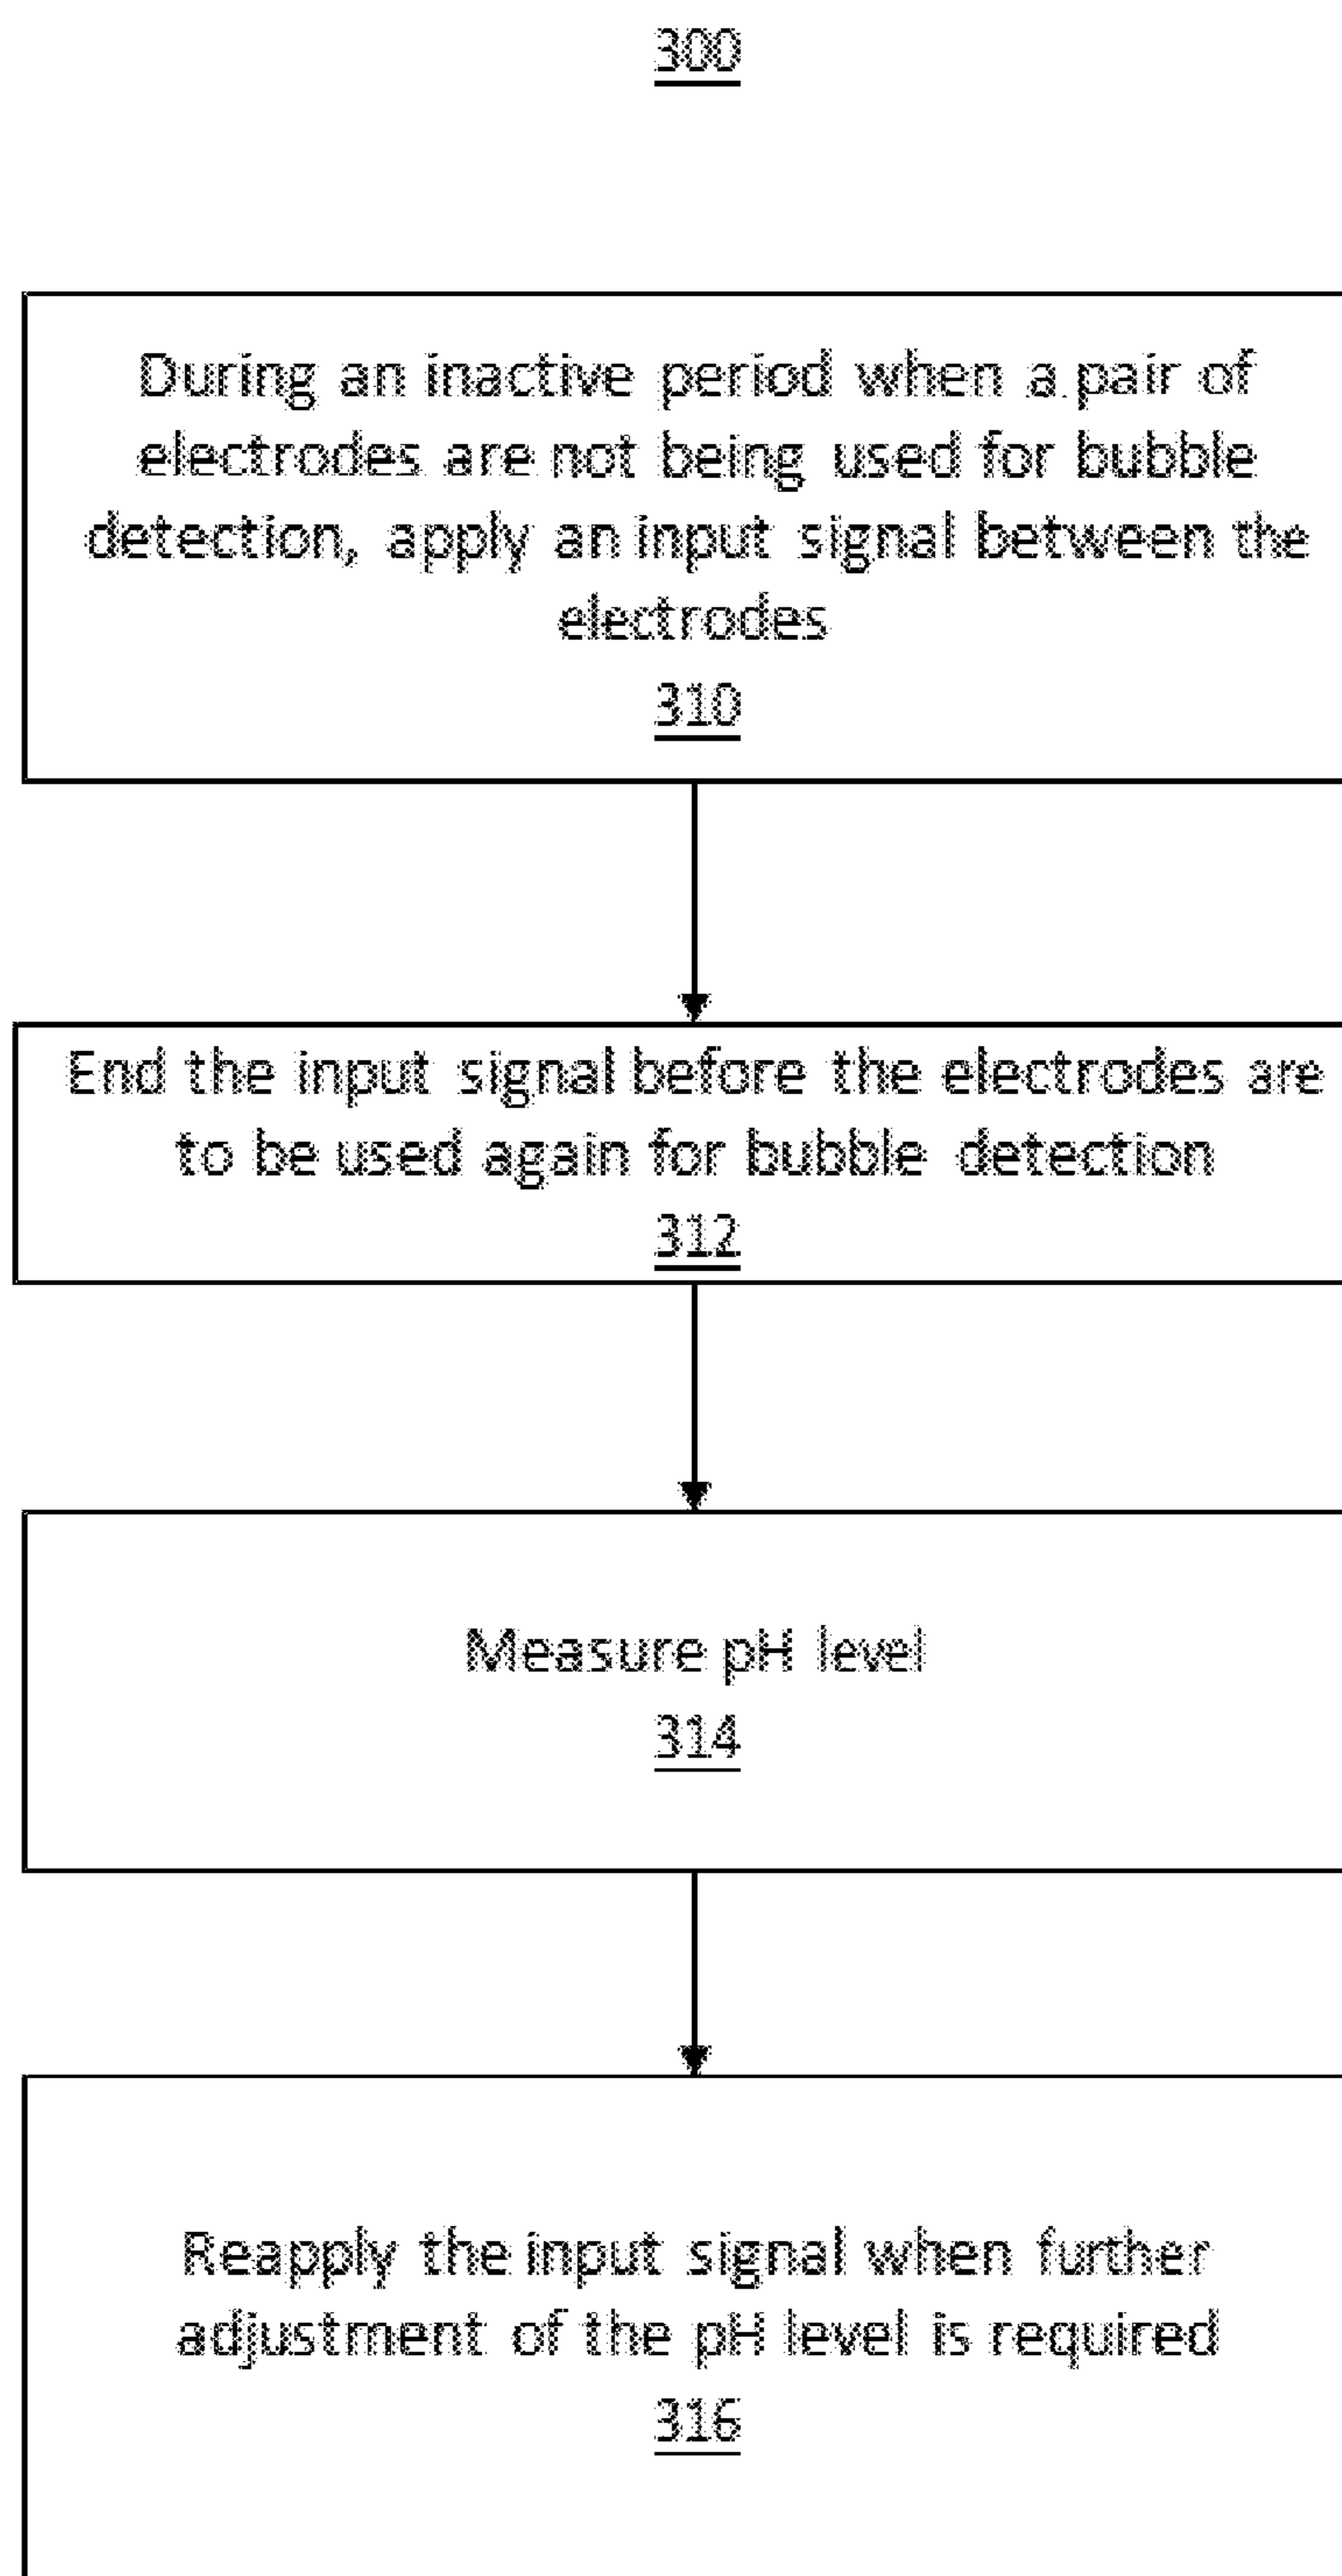 300
During an inactive period when a pair of
electrodes are not being used for bubble
detection, apply an input signal between the
electrodes
310
End the input signal before the electrodes are
to be used again for bubble detection
312
Measure pH level
314
Reapply the input signal when further
adjustment of the pH level is required
316